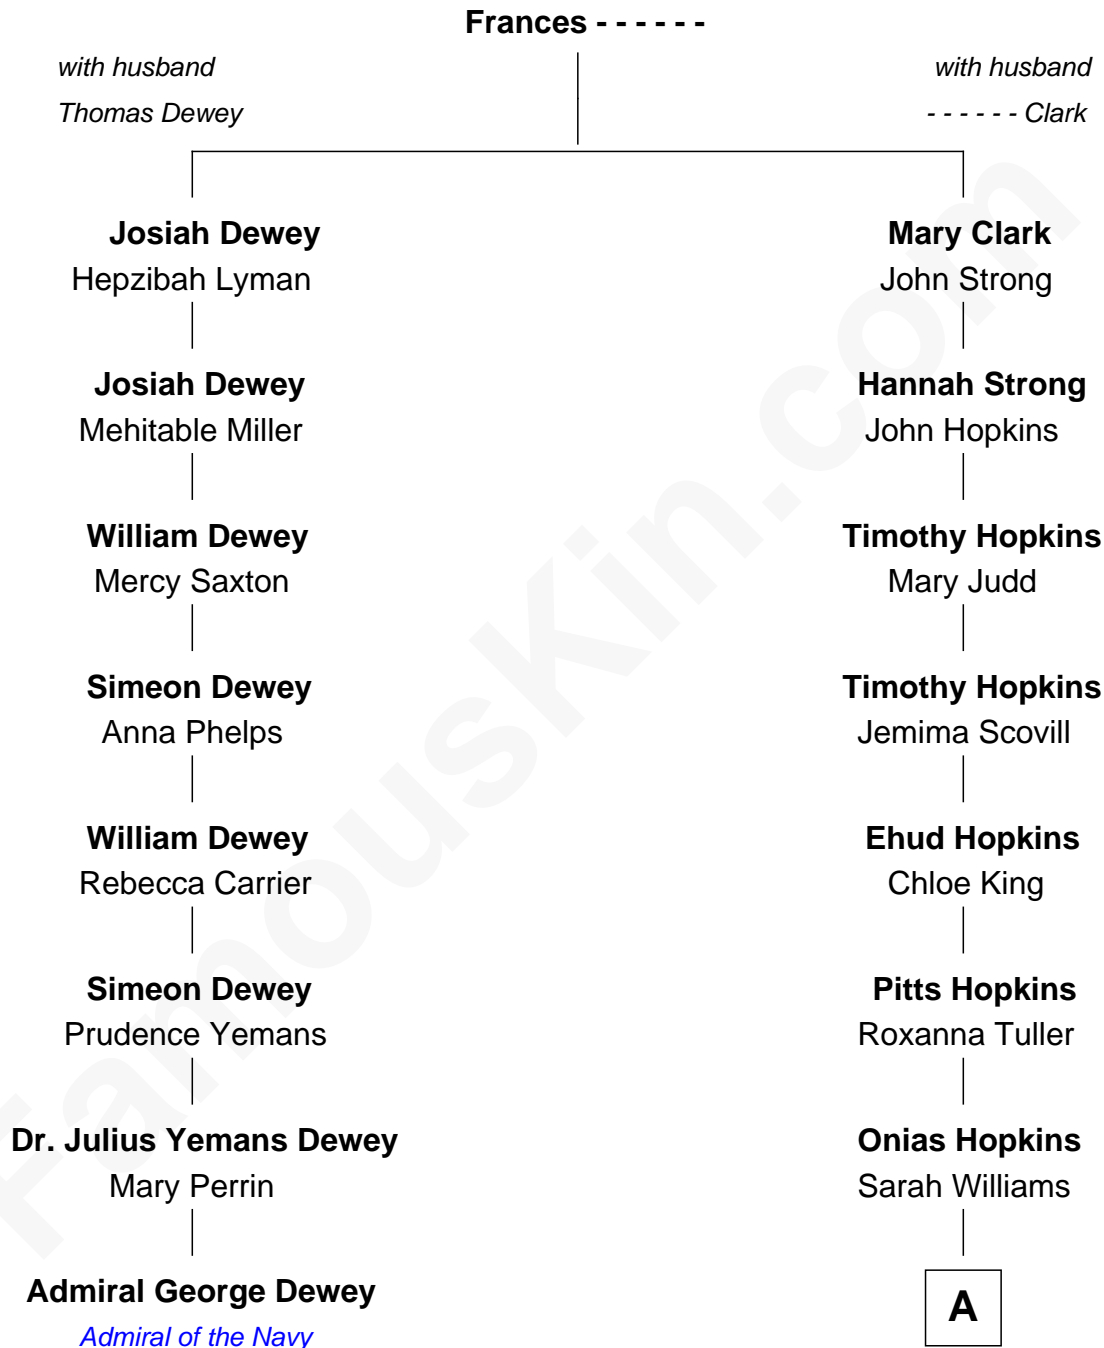 Frances - - - - - -
with husband
Thomas Dewey
with husband
- - - - - - Clark
Josiah Dewey
Hepzibah Lyman
Mary Clark
John Strong
Josiah Dewey
Mehitable Miller
Hannah Strong
John Hopkins
William Dewey
Mercy Saxton
Timothy Hopkins
Mary Judd
Simeon Dewey
Anna Phelps
Timothy Hopkins
Jemima Scovill
William Dewey
Rebecca Carrier
Ehud Hopkins
Chloe King
Simeon Dewey
Prudence Yemans
Pitts Hopkins
Roxanna Tuller
Dr. Julius Yemans Dewey
Mary Perrin
Onias Hopkins
Sarah Williams
Admiral George Dewey
Admiral of the Navy
A
FamousKin.com